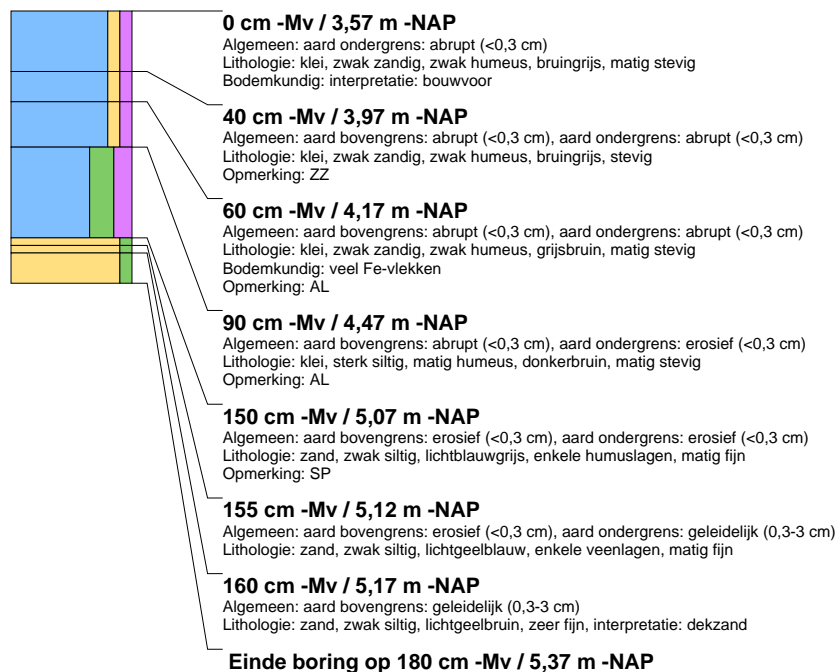 0 cm -Mv / 3,57 m -NAP
Algemeen: aard ondergrens: abrupt (<0,3 cm)
Lithologie: klei, zwak zandig, zwak humeus, bruingrijs, matig stevig
Bodemkundig: interpretatie: bouwvoor
40 cm -Mv / 3,97 m -NAP
Algemeen: aard bovengrens: abrupt (<0,3 cm), aard ondergrens: abrupt (<0,3 cm)
Lithologie: klei, zwak zandig, zwak humeus, bruingrijs, stevig
Opmerking: ZZ
60 cm -Mv / 4,17 m -NAP
Algemeen: aard bovengrens: abrupt (<0,3 cm), aard ondergrens: abrupt (<0,3 cm)
Lithologie: klei, zwak zandig, zwak humeus, grijsbruin, matig stevig
Bodemkundig: veel Fe-vlekken
Opmerking: AL
90 cm -Mv / 4,47 m -NAP
Algemeen: aard bovengrens: abrupt (<0,3 cm), aard ondergrens: erosief (<0,3 cm)
Lithologie: klei, sterk siltig, matig humeus, donkerbruin, matig stevig
Opmerking: AL
150 cm -Mv / 5,07 m -NAP
Algemeen: aard bovengrens: erosief (<0,3 cm), aard ondergrens: erosief (<0,3 cm)
Lithologie: zand, zwak siltig, lichtblauwgrijs, enkele humuslagen, matig fijn
Opmerking: SP
155 cm -Mv / 5,12 m -NAP
Algemeen: aard bovengrens: erosief (<0,3 cm), aard ondergrens: geleidelijk (0,3-3 cm)
Lithologie: zand, zwak siltig, lichtgeelblauw, enkele veenlagen, matig fijn
160 cm -Mv / 5,17 m -NAP
Algemeen: aard bovengrens: geleidelijk (0,3-3 cm)
Lithologie: zand, zwak siltig, lichtgeelbruin, zeer fijn, interpretatie: dekzand
Einde boring op 180 cm -Mv / 5,37 m -NAP